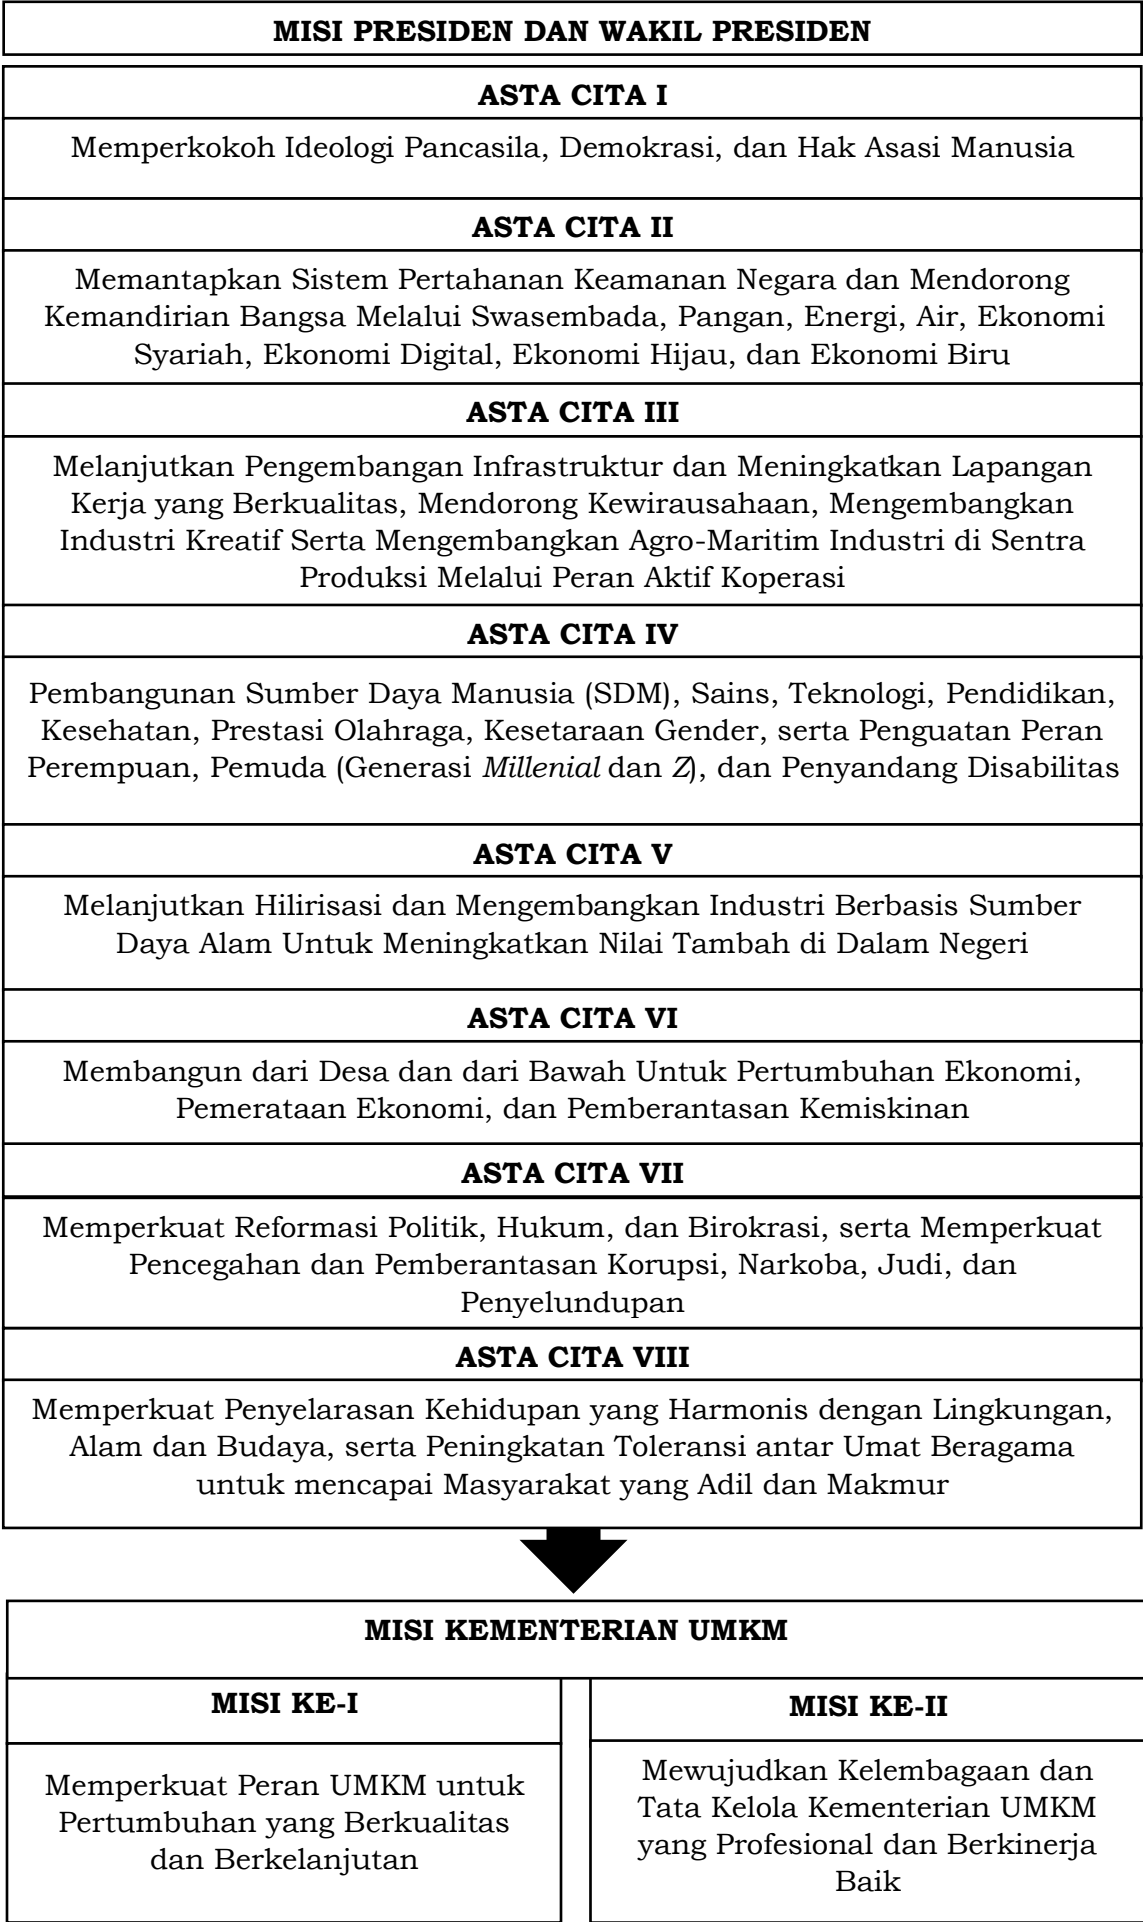 MISI PRESIDEN DAN WAKIL PRESIDEN
ASTA CITA I
Memperkokoh Ideologi Pancasila, Demokrasi, dan Hak Asasi Manusia
ASTA CITA II
Memantapkan Sistem Pertahanan Keamanan Negara dan Mendorong
Kemandirian Bangsa Melalui Swasembada, Pangan, Energi, Air, Ekonomi
Syariah, Ekonomi Digital, Ekonomi Hijau, dan Ekonomi Biru
ASTA CITA III
Melanjutkan Pengembangan Infrastruktur dan Meningkatkan Lapangan
Kerja yang Berkualitas, Mendorong Kewirausahaan, Mengembangkan
Industri Kreatif Serta Mengembangkan Agro-Maritim Industri di Sentra
Produksi Melalui Peran Aktif Koperasi
ASTA CITA IV
Pembangunan Sumber Daya Manusia (SDM), Sains, Teknologi, Pendidikan,
Kesehatan, Prestasi Olahraga, Kesetaraan Gender, serta Penguatan Peran
Perempuan, Pemuda (Generasi Millenial dan Z), dan Penyandang Disabilitas
ASTA CITA V
Melanjutkan Hilirisasi dan Mengembangkan Industri Berbasis Sumber
Daya Alam Untuk Meningkatkan Nilai Tambah di Dalam Negeri
ASTA CITA VI
Membangun dari Desa dan dari Bawah Untuk Pertumbuhan Ekonomi,
Pemerataan Ekonomi, dan Pemberantasan Kemiskinan
ASTA CITA VII
Memperkuat Reformasi Politik, Hukum, dan Birokrasi, serta Memperkuat
Pencegahan dan Pemberantasan Korupsi, Narkoba, Judi, dan
Penyelundupan
ASTA CITA VIII
Memperkuat Penyelarasan Kehidupan yang Harmonis dengan Lingkungan,
Alam dan Budaya, serta Peningkatan Toleransi antar Umat Beragama
untuk mencapai Masyarakat yang Adil dan Makmur
MISI KEMENTERIAN UMKM
MISI KE-I
Memperkuat Peran UMKM untuk
Pertumbuhan yang Berkualitas
dan Berkelanjutan
MISI KE-II
Mewujudkan Kelembagaan dan
Tata Kelola Kementerian UMKM
yang Profesional dan Berkinerja
Baik